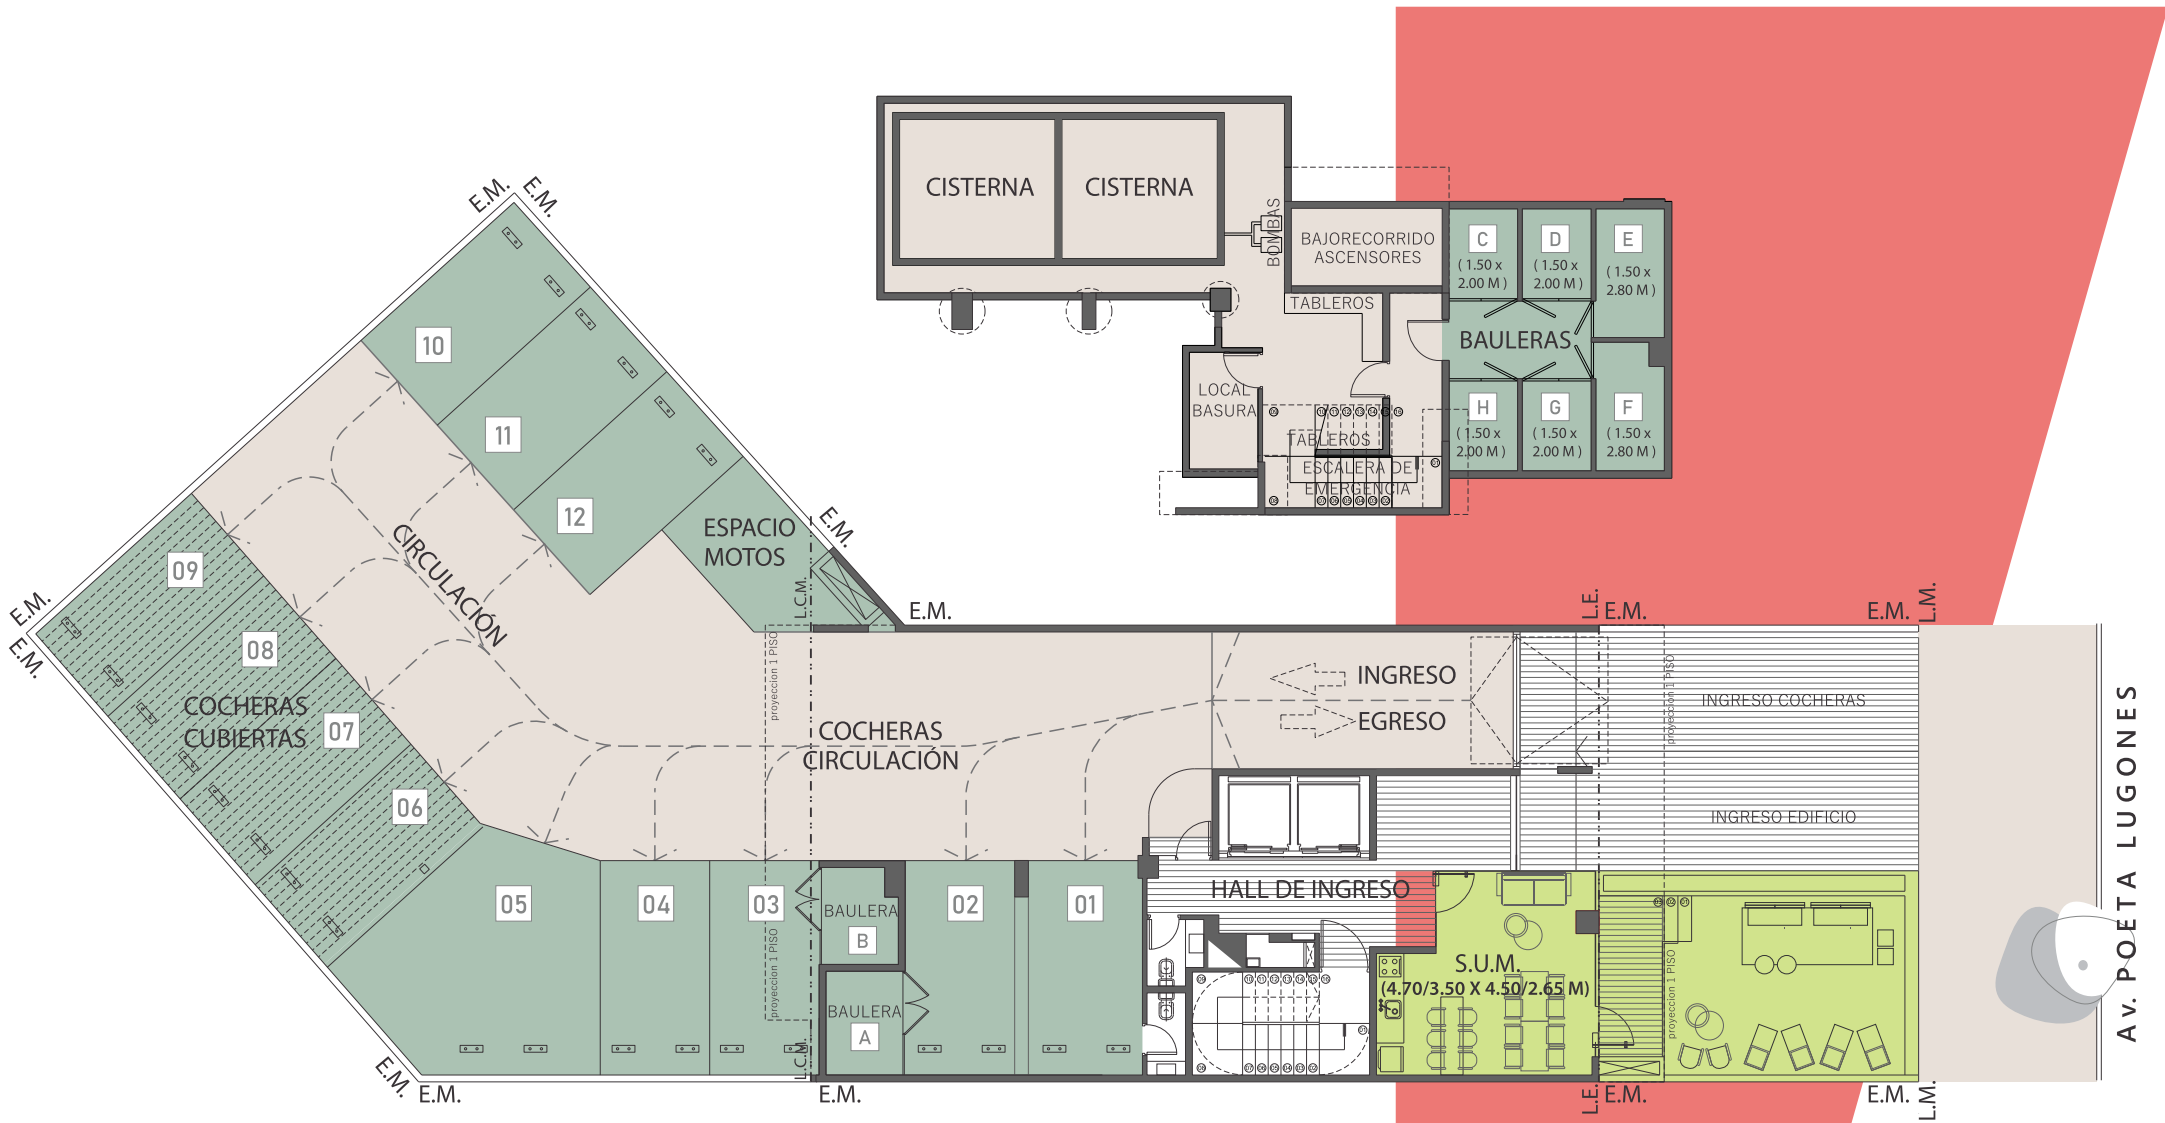 CISTERNA
CISTERNA
BOMBAS
BAJORECORRIDO
ASCENSORES
TABLEROS
C
( 1.50 x
2.00 M )
D
( 1.50 x
2.00 M )
E
( 1.50 x
2.80 M )
BAULERAS
H
( 1.50 x
2.00 M )
G
( 1.50 x
2.00 M )
F
( 1.50 x
2.80 M )
LOCAL
BASURA
TABLEROS
ESCALERA DE
EMERGENCIA
E.M.
E.M.
10
11
12
ESPACIO
MOTOS
E.M.
L.C.M.
E.M.
L.E.
E.M.
E.M.
L.M.
CIRCULACIÓN
09
08
07
06
COCHERAS
CUBIERTAS
E.M.
E.M.
proyeccion 1 PISO
COCHERAS
CIRCULACIÓN
INGRESO
EGRESO
INGRESO COCHERAS
proyeccion 1 PISO
INGRESO EDIFICIO
Av. POETA LUGONES
HALL DE INGRESO
05
04
03
BAULERA
B
02
01
proyeccion 1 PISO
BAULERA
A
S.U.M.
(4.70/3.50 X 4.50/2.65 M)
proyeccion 1 PISO
L.C.M.
E.M.
E.M.
E.M.
L.E.
E.M.
E.M.
L.M.